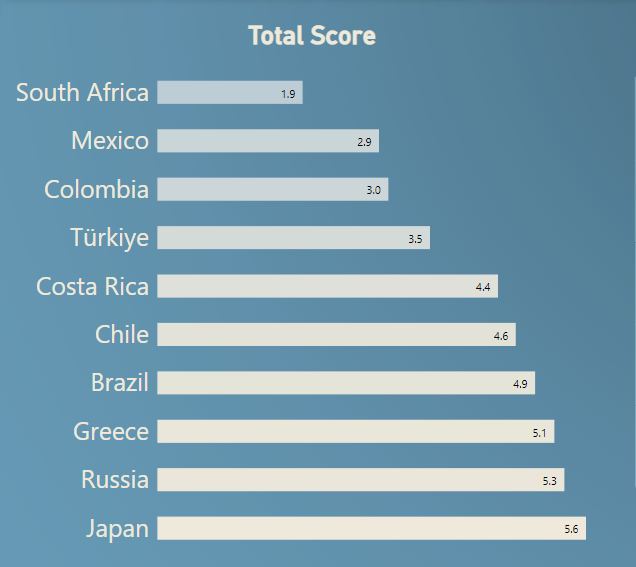 Total Score
South Africa 1.9
Mexico 2.9
Colombia 3.0
Türkiye 3.5
Costa Rica 4.4
Chile 4.6
Brazil 4.9
Greece 5.1
Russia 5.3
Japan 5.6